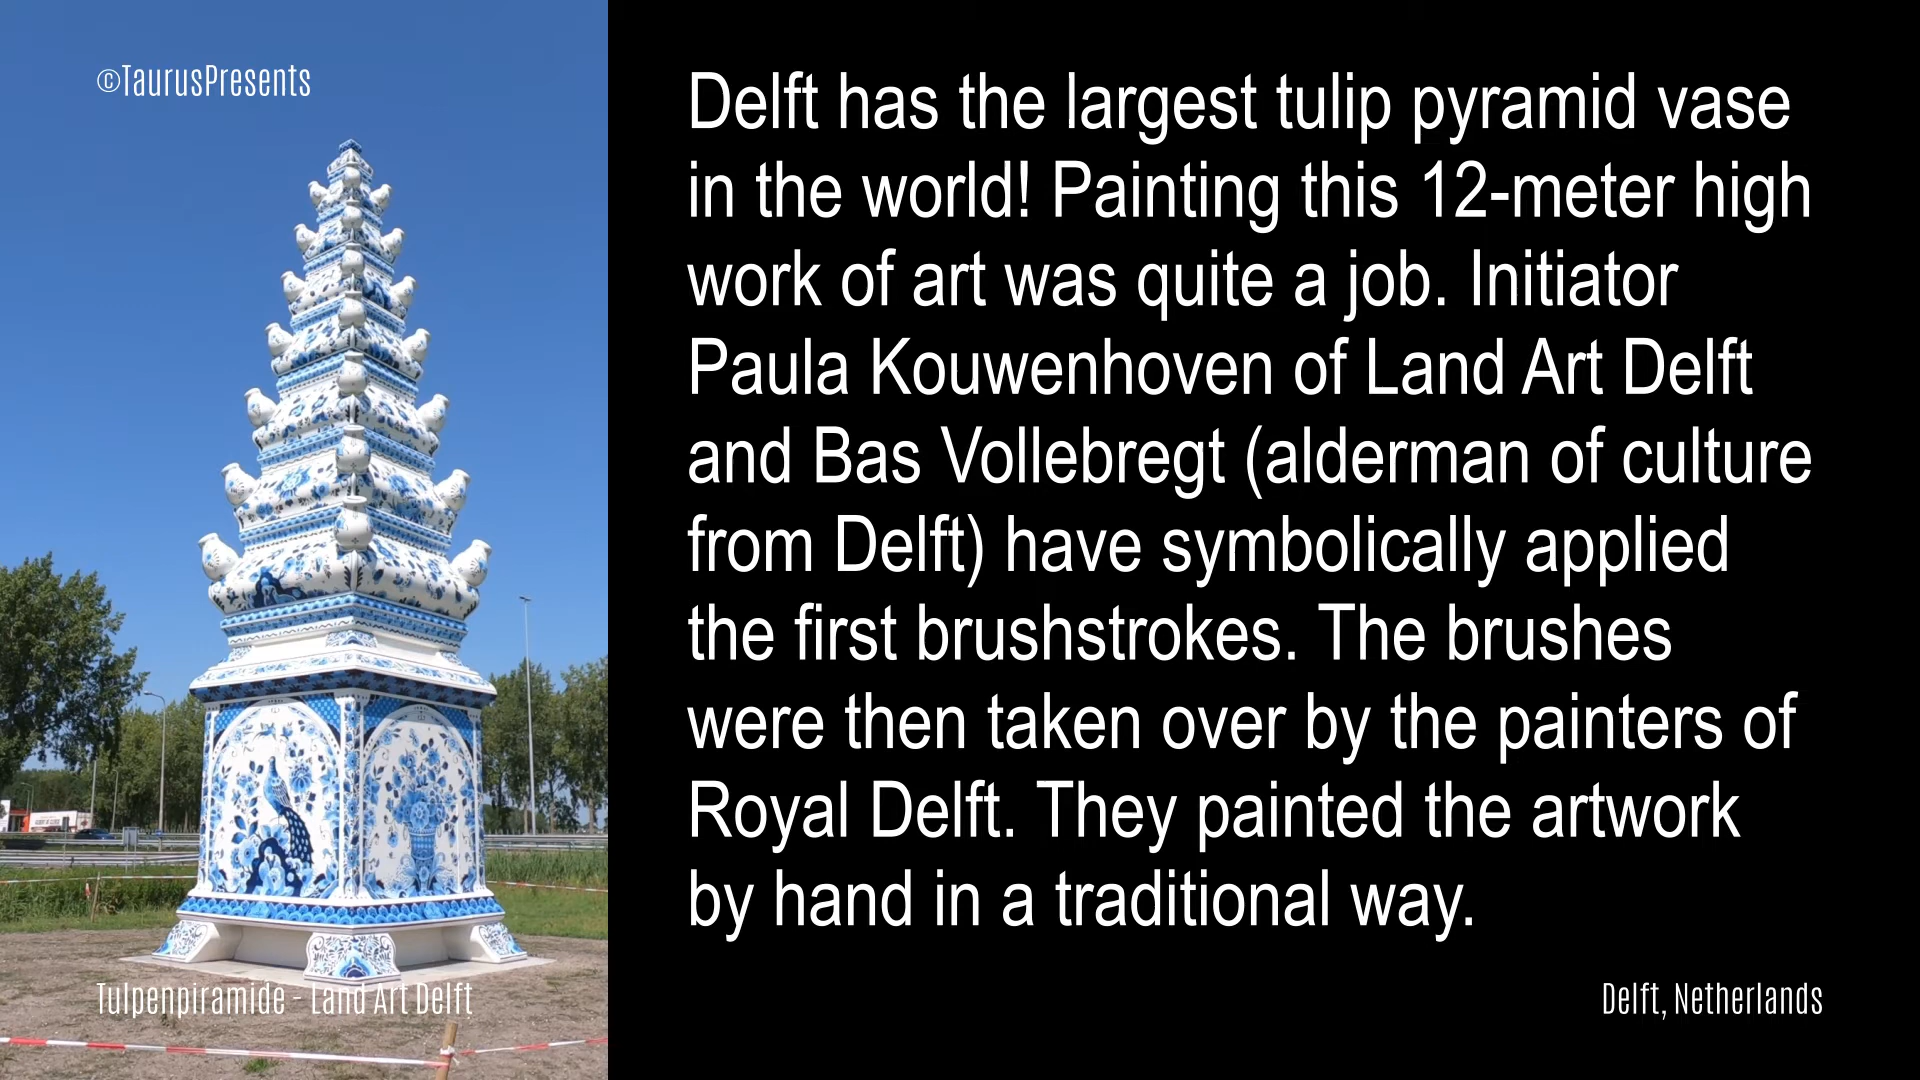 ©TaurusPresents
Delft has the largest tulip pyramid vase
in the world! Painting this 12-meter high
work of art was quite a job. Initiator
Paula Kouwenhoven of Land Art Delft
and Bas Vollebregt (alderman of culture
from Delft) have symbolically applied
the first brushstrokes. The brushes
were then taken over by the painters of
Royal Delft. They painted the artwork
by hand in a traditional way.
Tulpenpiramide - Land Art Delft
Delft, Netherlands